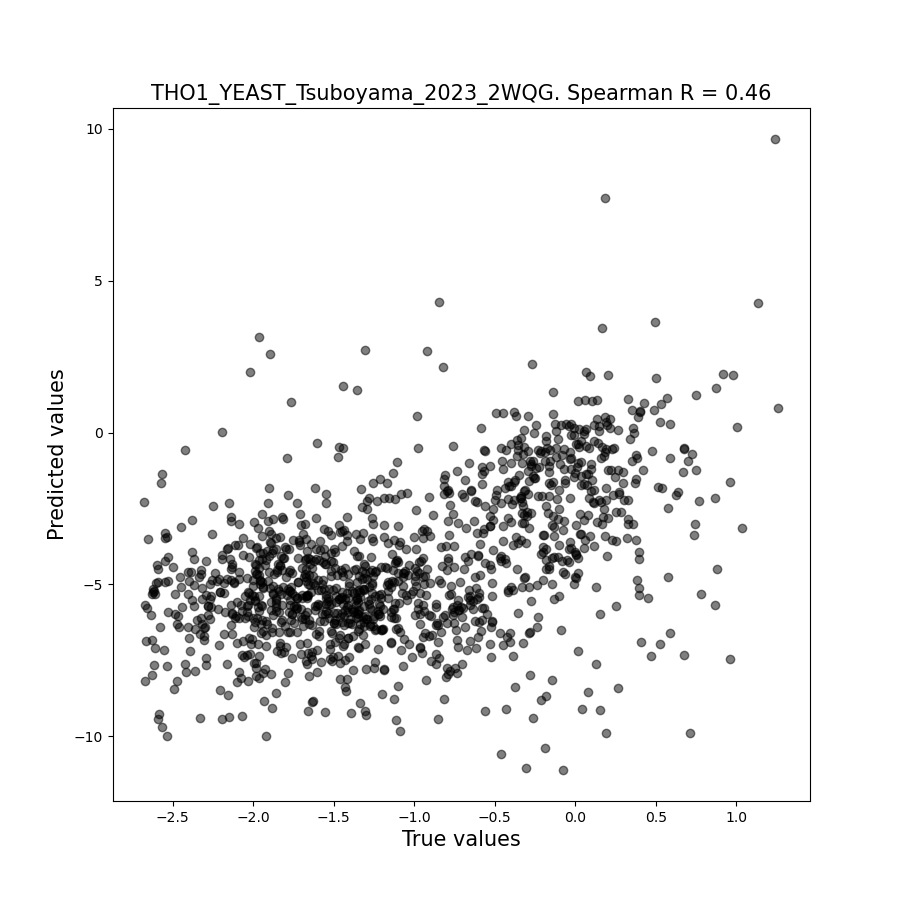 THO1_YEAST_Tsuboyama_2023_2WQG. Spearman R = 0.46
10
5
0
−5
−10
Predicted values
−2.5 −2.0 −1.5 −1.0 −0.5 0.0 0.5 1.0
True values